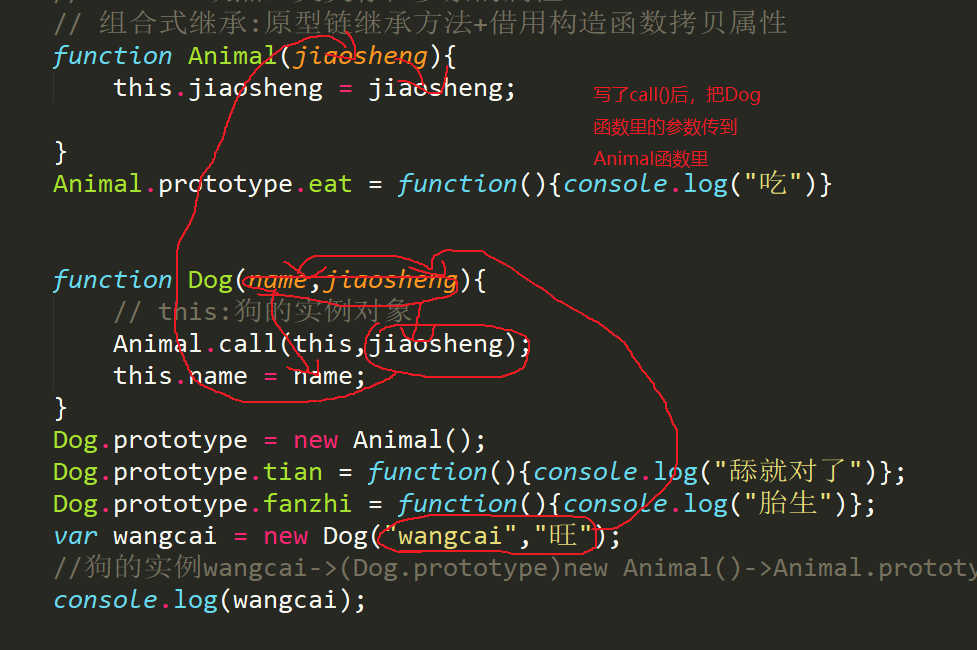 // 组合式继承:原型链继承方法+借用构造函数拷贝属性
function Animal(jiaosheng){
this.jiaosheng = jiaosheng;
写了call()后，把Dog
函数里的参数传到
Animal函数里
}
Animal.prototype.eat = function(){console.log("吃")}
function Dog(name,jiaosheng){
// this:狗的实例对象
Animal.call(this,jiaosheng);
this.name = name;
}
Dog.prototype = new Animal();
Dog.prototype.tian = function(){console.log("舔就对了")};
Dog.prototype.fanzhi = function(){console.log("胎生")};
var wangcai = new Dog("wangcai","旺");
//狗的实例wangcai->(Dog.prototype)new Animal()->Animal.prototy
console.log(wangcai);